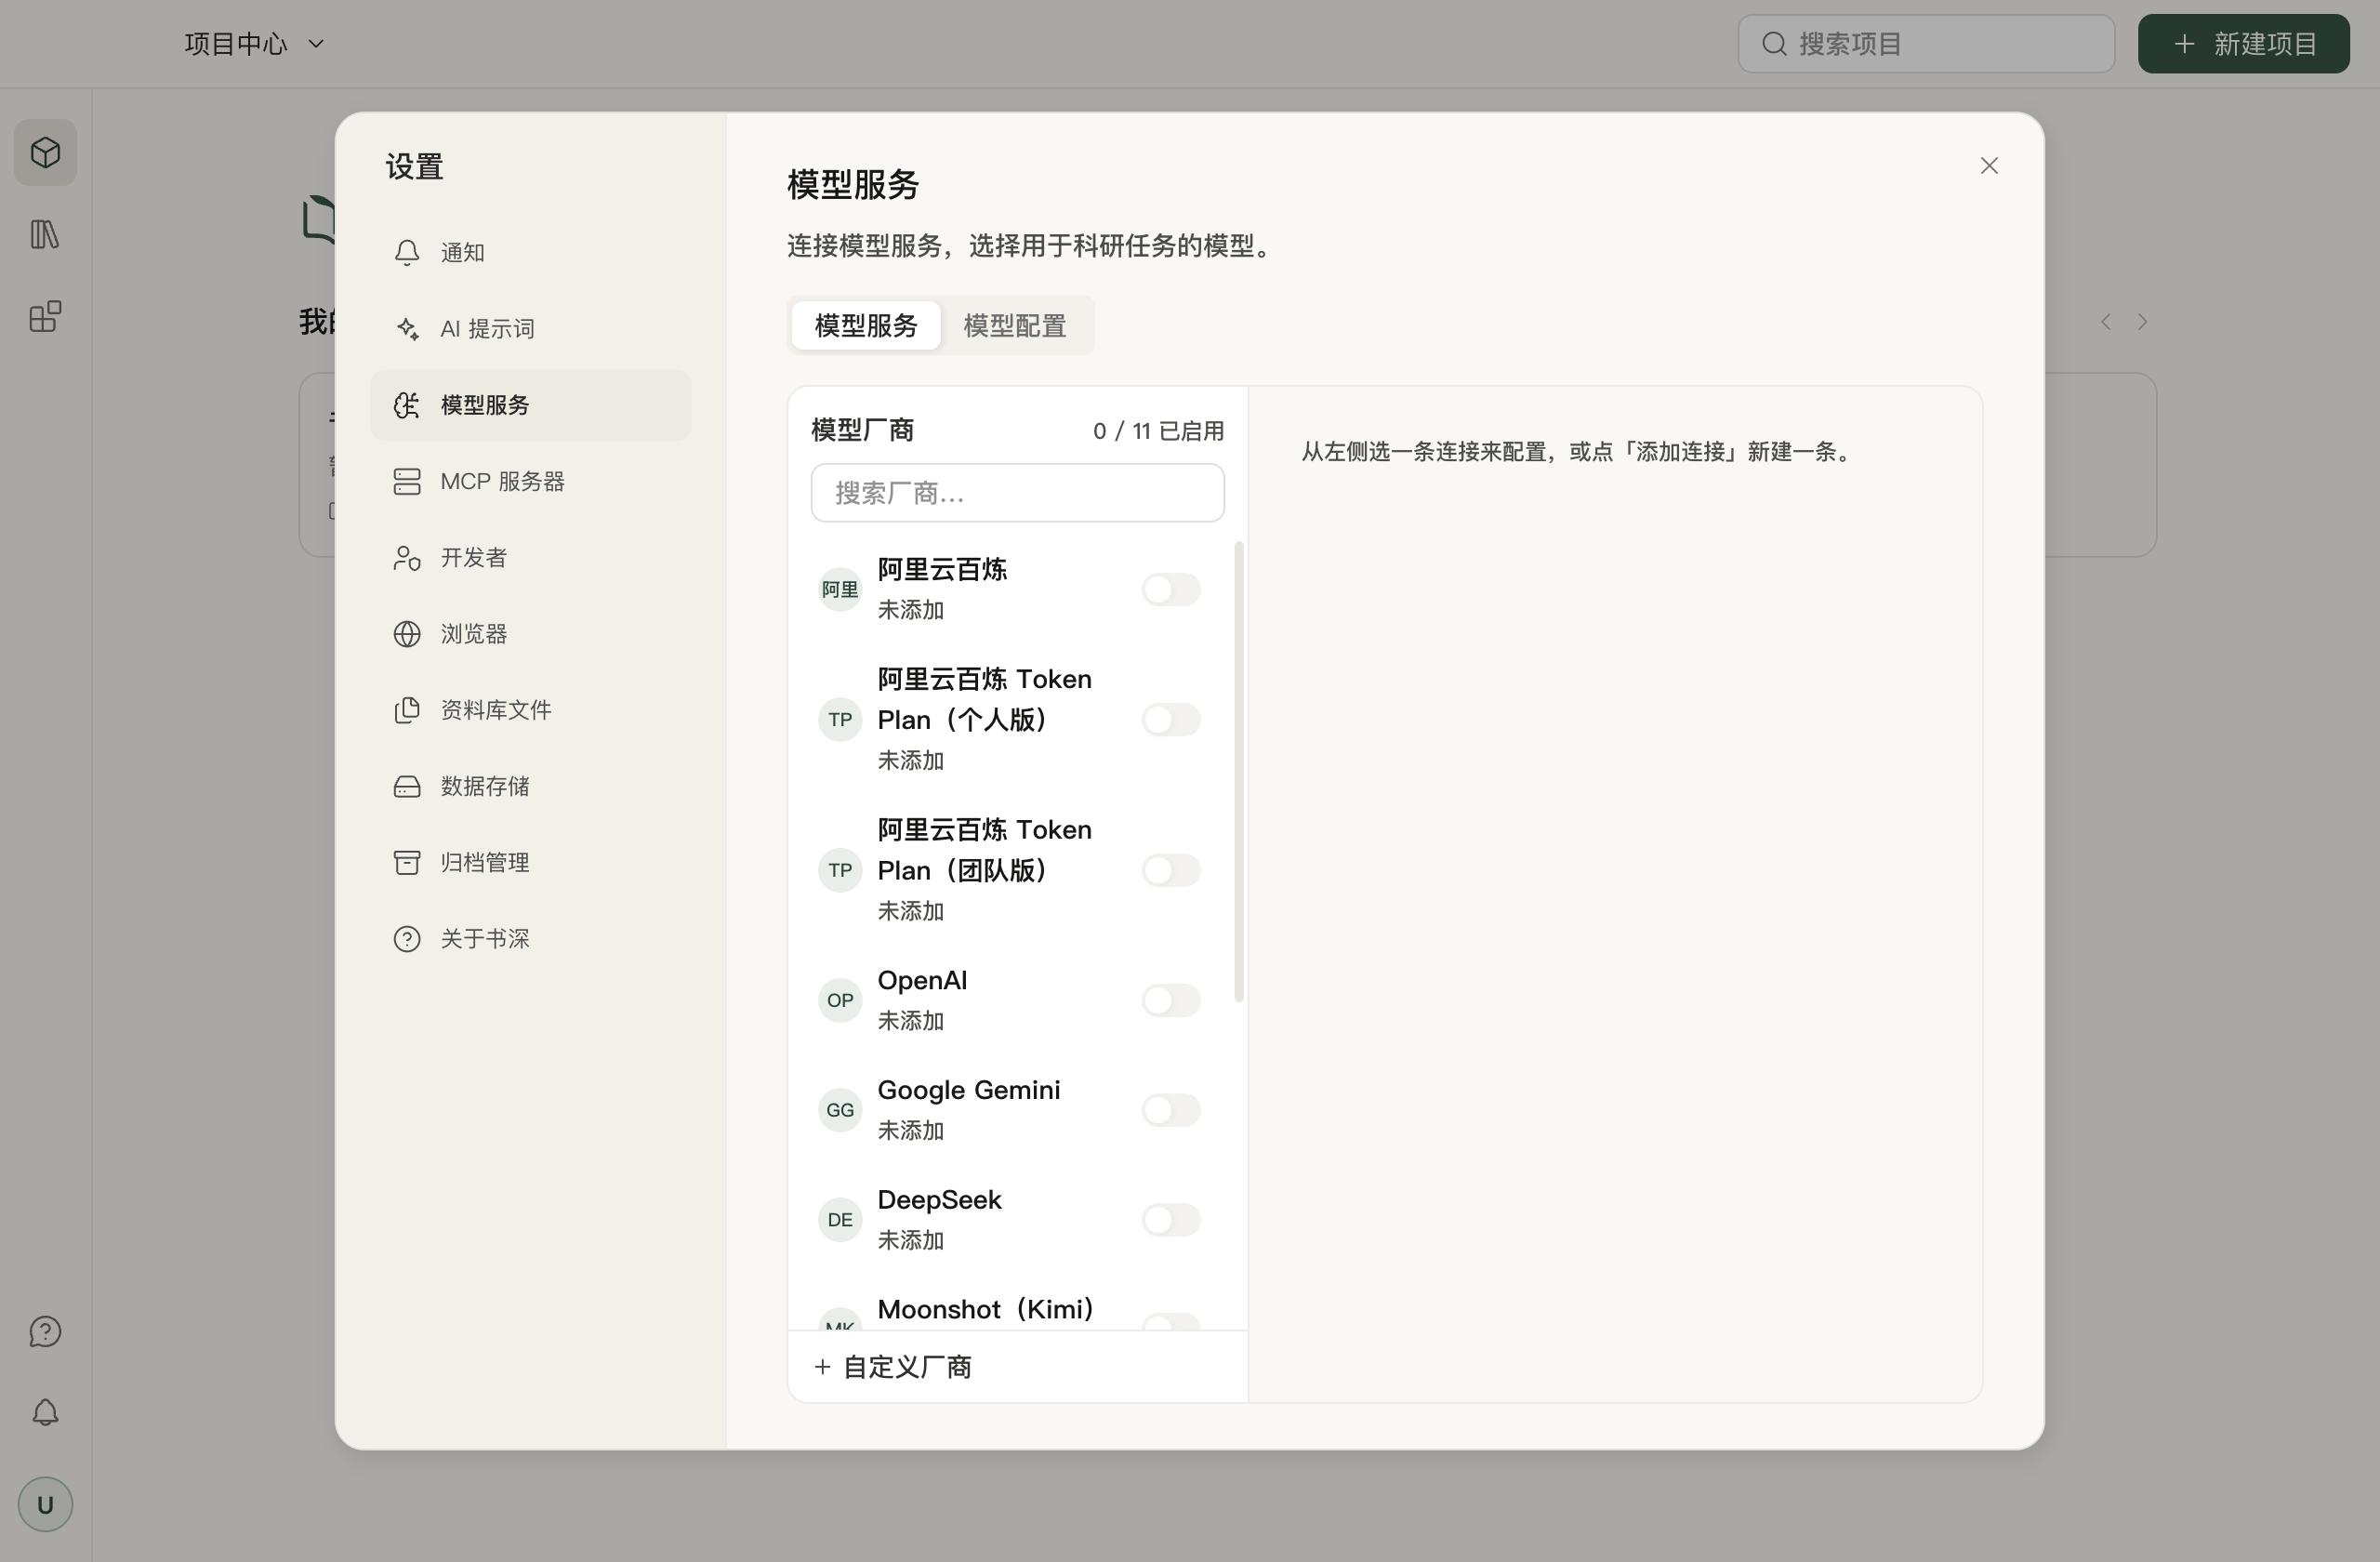 项目中心
搜索项目
新建项目
设置
通知
AI 提示词
模型服务
MCP 服务器
开发者
浏览器
资料库文件
数据存储
归档管理
关于书深
模型服务
连接模型服务，选择用于科研任务的模型。
模型服务
模型配置
模型厂商
0 / 11 已启用
搜索厂商...
阿里
阿里云百炼
未添加
TP
阿里云百炼 Token
Plan（个人版）
未添加
TP
阿里云百炼 Token
Plan（团队版）
未添加
OP
OpenAI
未添加
GG
Google Gemini
未添加
DE
DeepSeek
未添加
MK
Moonshot（Kimi）
+ 自定义厂商
从左侧选一条连接来配置，或点「添加连接」新建一条。
我的
U